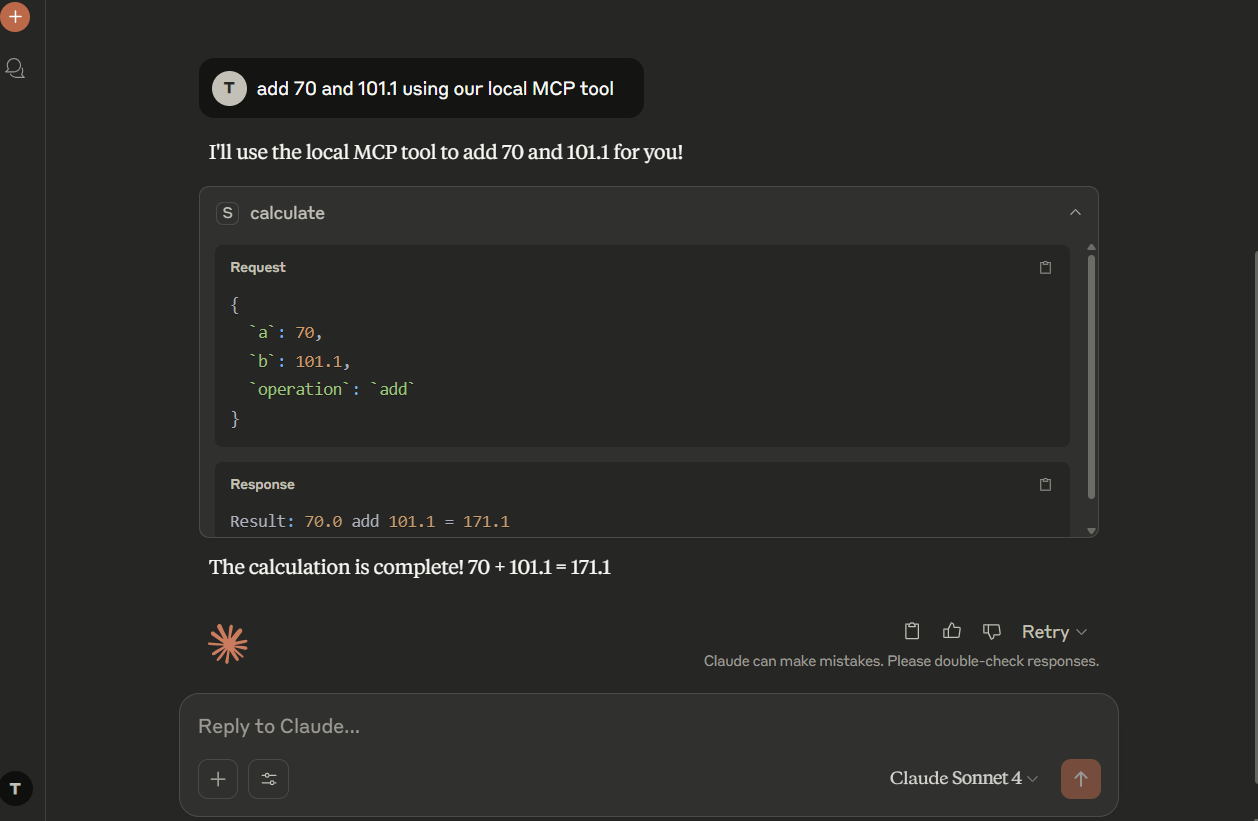 T
add 70 and 101.1 using our local MCP tool
I'll use the local MCP tool to add 70 and 101.1 for you!
S
calculate
Request
{
`a`: 70,
`b`: 101.1,
`operation`: `add`
}
Response
Result: 70.0 add 101.1 = 171.1
The calculation is complete! 70 + 101.1 = 171.1
Retry
Claude can make mistakes. Please double-check responses.
Reply to Claude...
Claude Sonnet 4
T